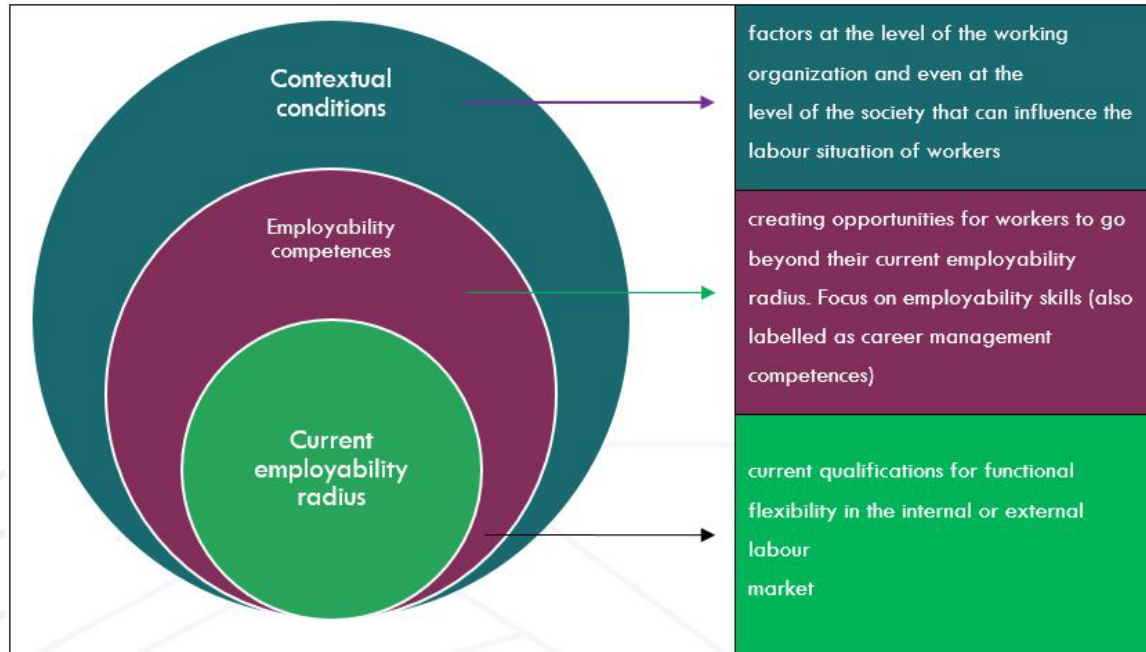 Contextual
conditions
factors at the level of the working
organization and even at the
level of the society that can influence the
labour situation of workers
Employability
competences
creating opportunities for workers to go
beyond their current employability
radius. Focus on employability skills (also
labelled as career management
competences)
Current
employability
radius
current qualifications for functional
flexibility in the internal or external
labour
market